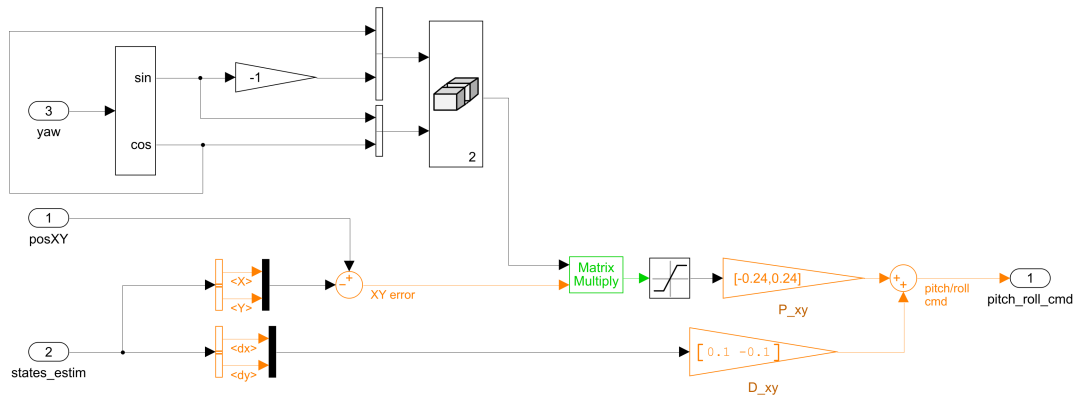 sin
-1
3
yaw
cos
2
1
posXY
<X>
<Y>
+
−
XY error
Matrix
Multiply
[-0.24,0.24]
P_xy
+
+
pitch/roll
cmd
1
pitch_roll_cmd
2
states_estim
<dx>
<dy>
[ 0.1 -0.1]
D_xy